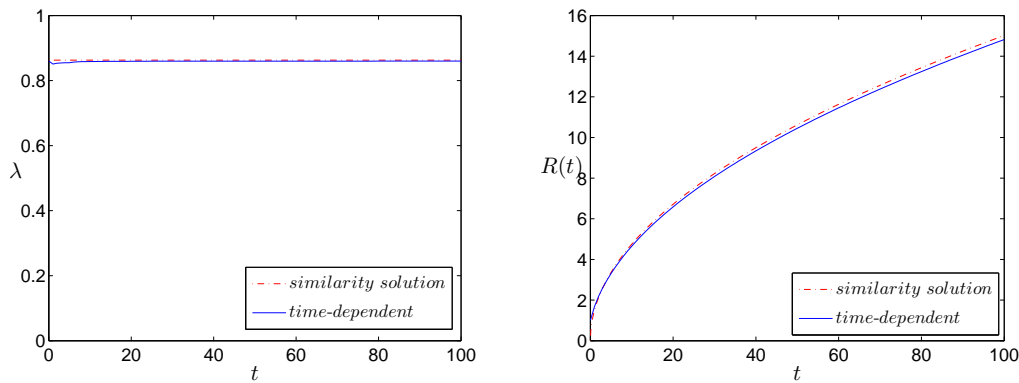 1
0.8
0.6
λ
0.4
0.2
0
0 20 40 60 80 100
t
similarity solution
time-dependent
16
14
12
10
R(t)
8
6
4
2
0
0 20 40 60 80 100
t
similarity solution
time-dependent